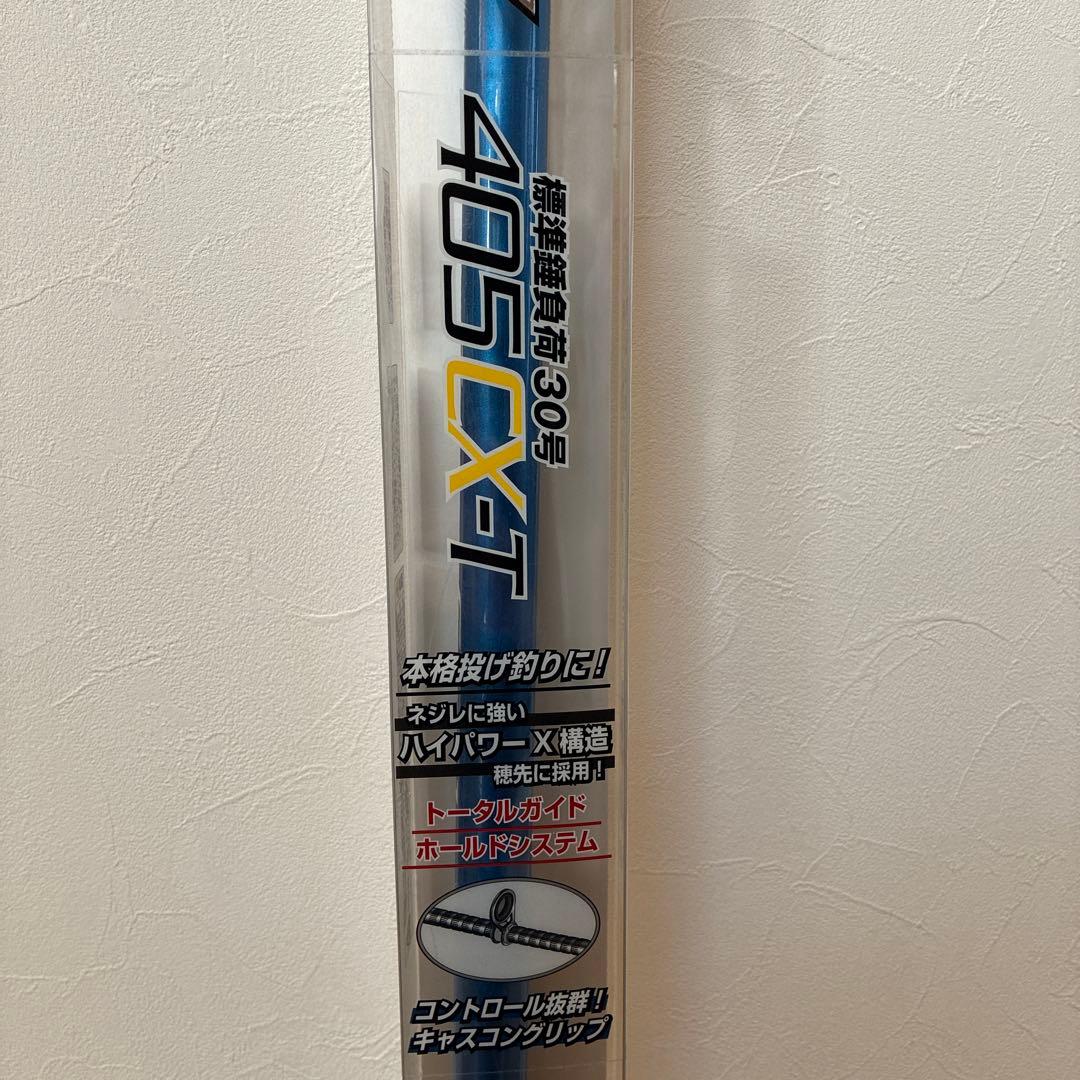 405CX-T
標準錘負荷 30号
本格投げ釣りに!
ネジレに強い
ハイパワー X 構造
穂先に採用!
トータルガイド
ホールドシステム
コントロール抜群!
キャスコングリップ